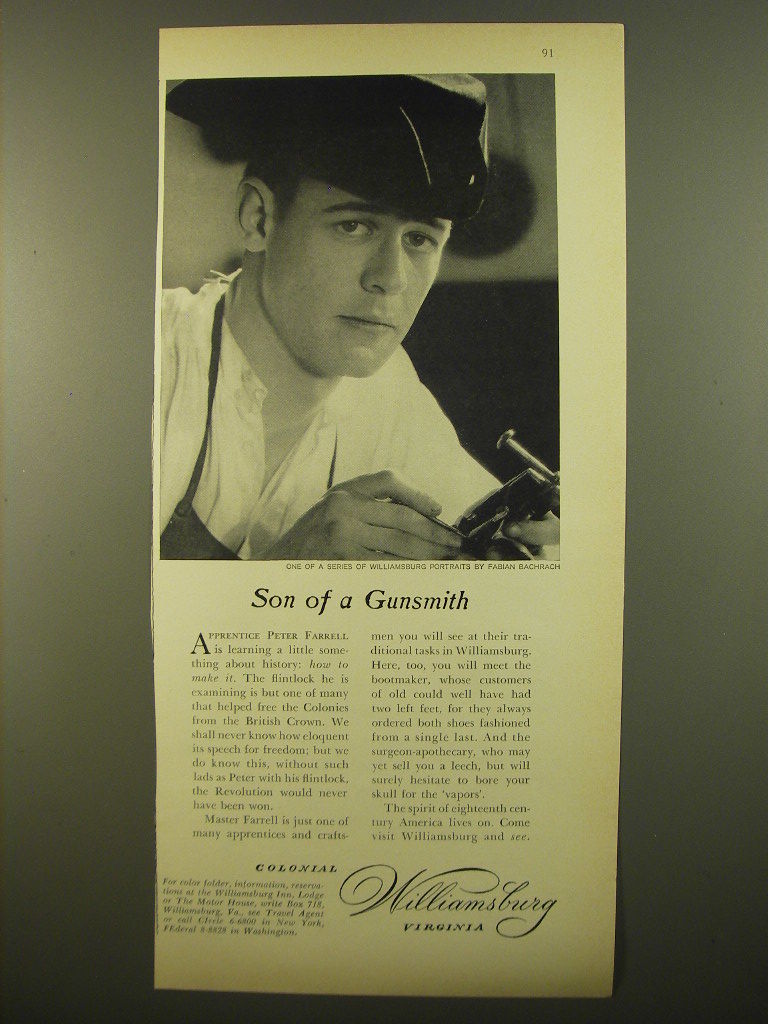 91
ONE OF A SERIES OF WILLIAMSBURG PORTRAITS BY FABIAN BACHRACH
Son of a Gunsmith
APPRENTICE PETER FARRELL
is learning a little some-
thing about history: how to
make it. The flintlock he is
examining is but one of many
that helped free the Colonies
from the British Crown. We
shall never know how eloquent
its speech for freedom; but we
do know this, without such
lads as Peter with his flintlock,
the Revolution would never
have been won.
Master Farrell is just one of
many apprentices and crafts-
men you will see at their tra-
ditional tasks in Williamsburg.
Here, too, you will meet the
bootmaker, whose customers
of old could well have had
two left feet, for they always
ordered both shoes fashioned
from a single last. And the
surgeon-apothecary, who may
yet sell you a leech, but will
surely hesitate to bore your
skull for the 'vapors'.
The spirit of eighteenth cen-
tury America lives on. Come
visit Williamsburg and see.
COLONIAL
Williamsburg
VIRGINIA
For color folder, information, reserva-
tions at the Williamsburg Inn, Lodge
or The Motor House, write Box 718,
Williamsburg, Va., see Travel Agent
or call CIrcle 6-6800 in New York,
FEderal 8-8828 in Washington.